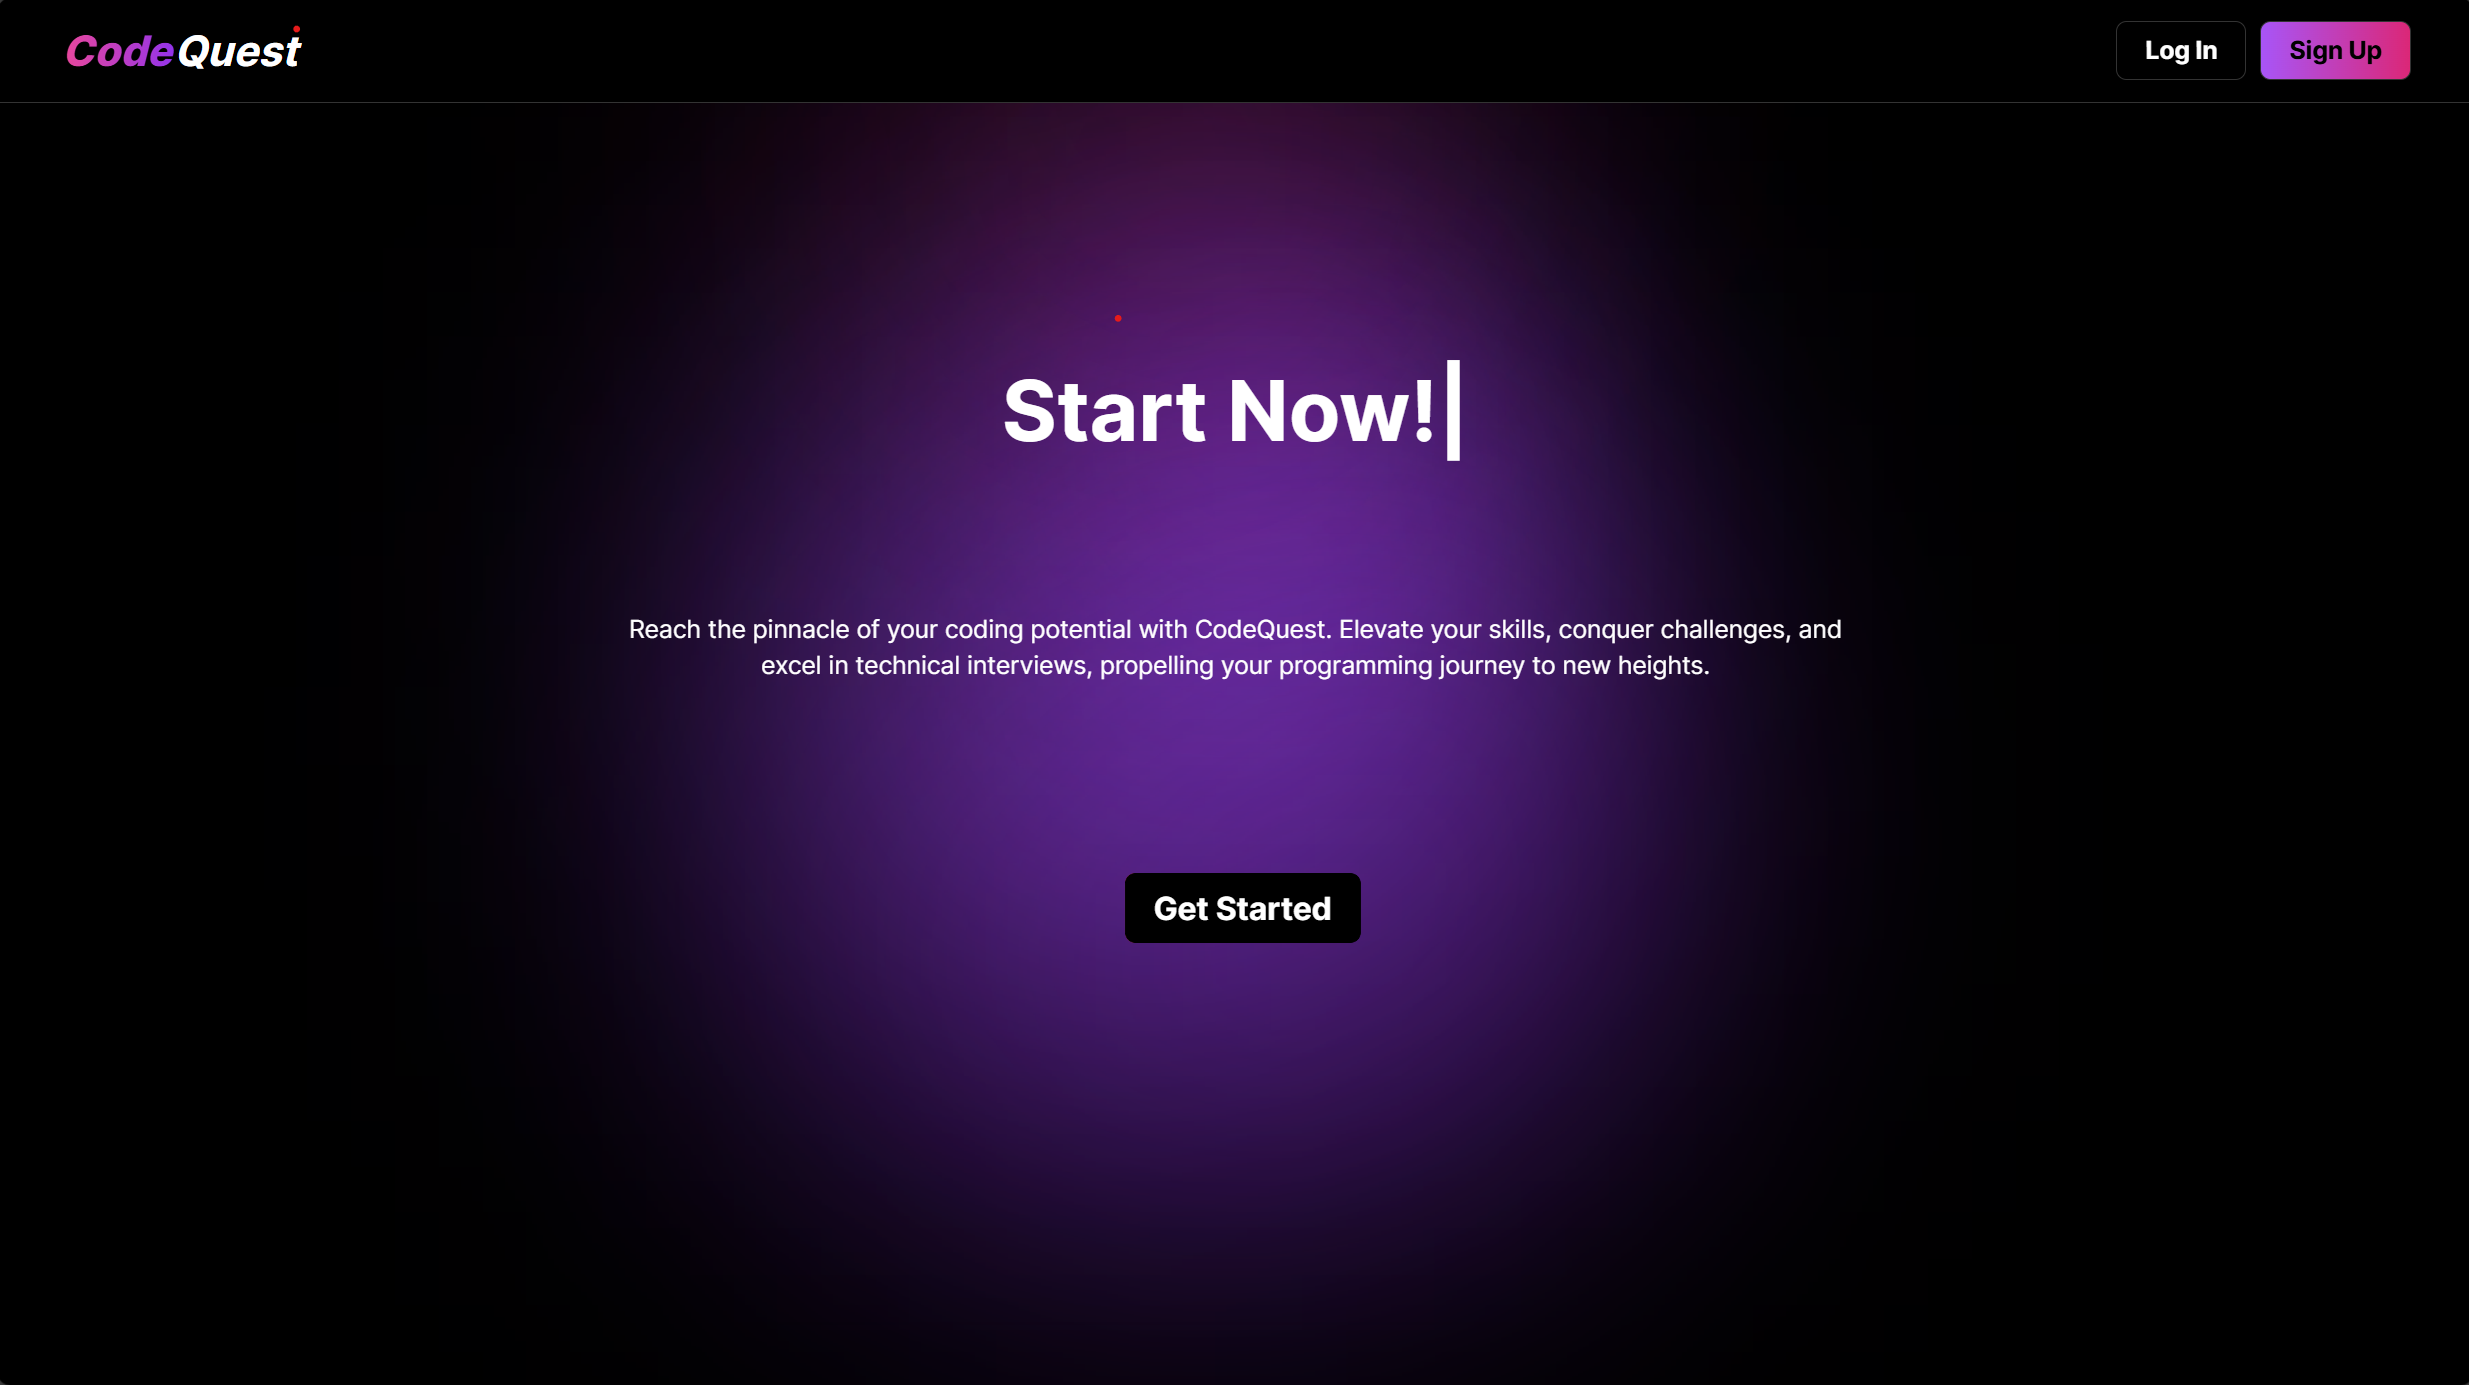 CodeQuest
Log In
Sign Up
Start Now!
Reach the pinnacle of your coding potential with CodeQuest. Elevate your skills, conquer challenges, and
excel in technical interviews, propelling your programming journey to new heights.
Get Started